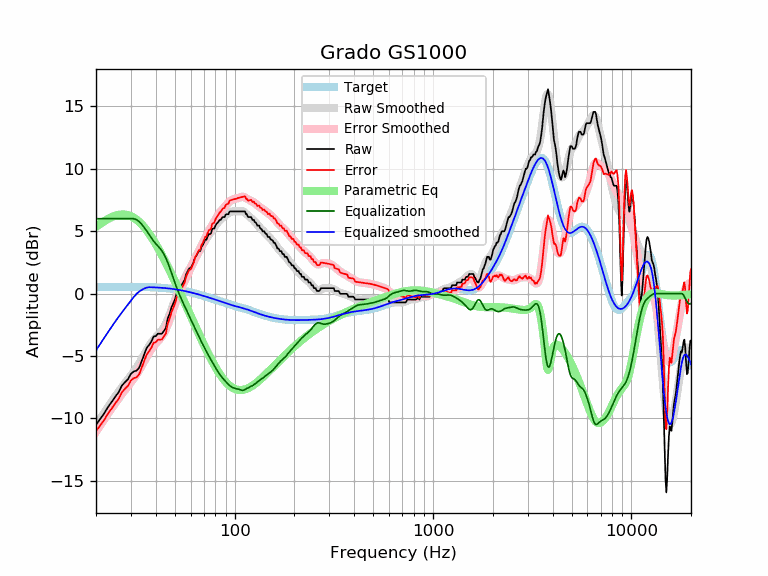 Grado GS1000
Target
Raw Smoothed
Error Smoothed
Raw
Error
Parametric Eq
Equalization
Equalized smoothed
15
10
5
0
−5
−10
−15
Amplitude (dBr)
100
1000
10000
Frequency (Hz)